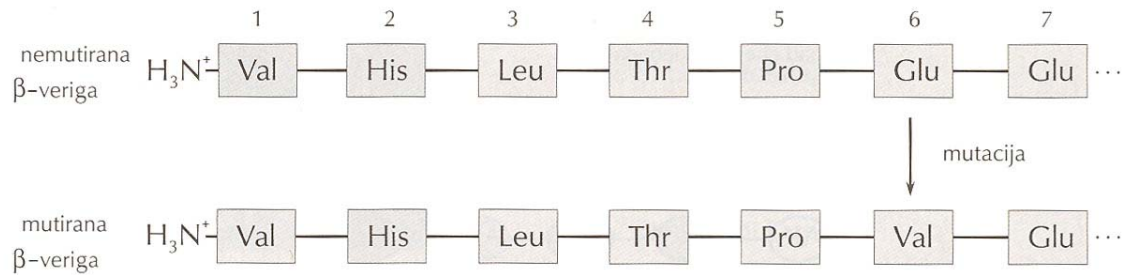 1 2 3 4 5 6 7
nemutirana
β-veriga
H₃N⁺ Val His Leu Thr Pro Glu Glu ...
mutacija
mutirana
β-veriga
H₃N⁺ Val His Leu Thr Pro Val Glu ...